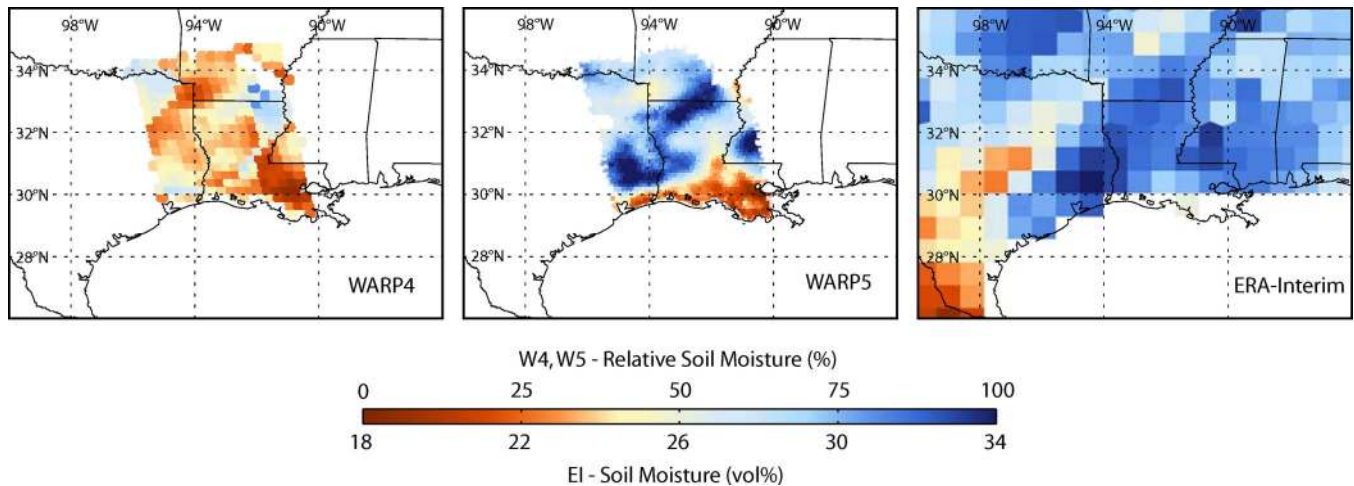 98°W 94°W 90°W
34°N
32°N
30°N
28°N
WARP4
98°W 94°W 90°W
34°N
32°N
30°N
28°N
WARP5
98°W 94°W 90°W
34°N
32°N
30°N
28°N
ERA-Interim
W4, W5 - Relative Soil Moisture (%)
0 25 50 75 100
18 22 26 30 34
EI - Soil Moisture (vol%)